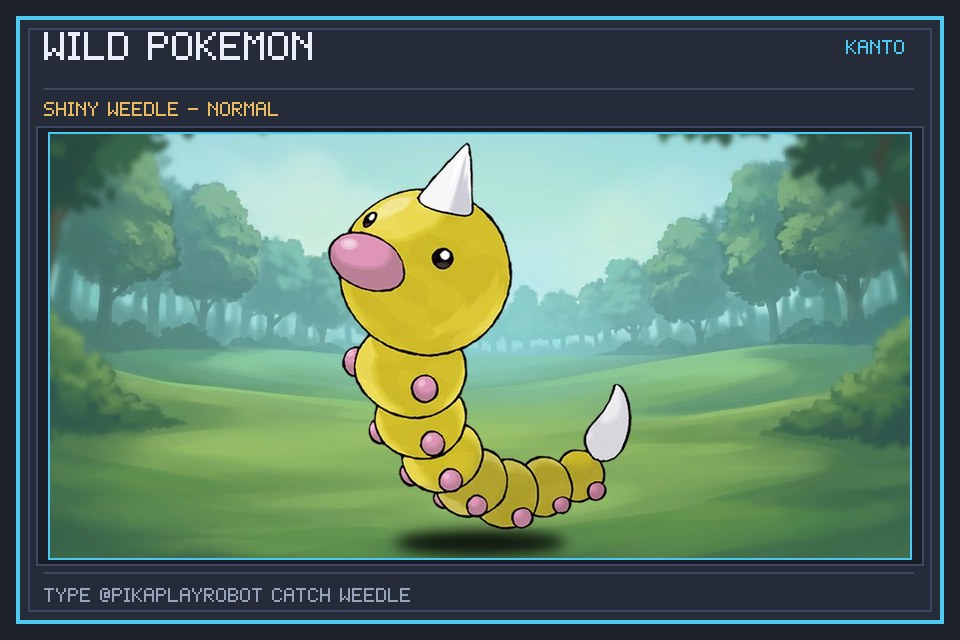 WILD POKEMON
KANTO
SHINY WEEDLE - NORMAL
TYPE @PIKAPLAYROBOT CATCH WEEDLE